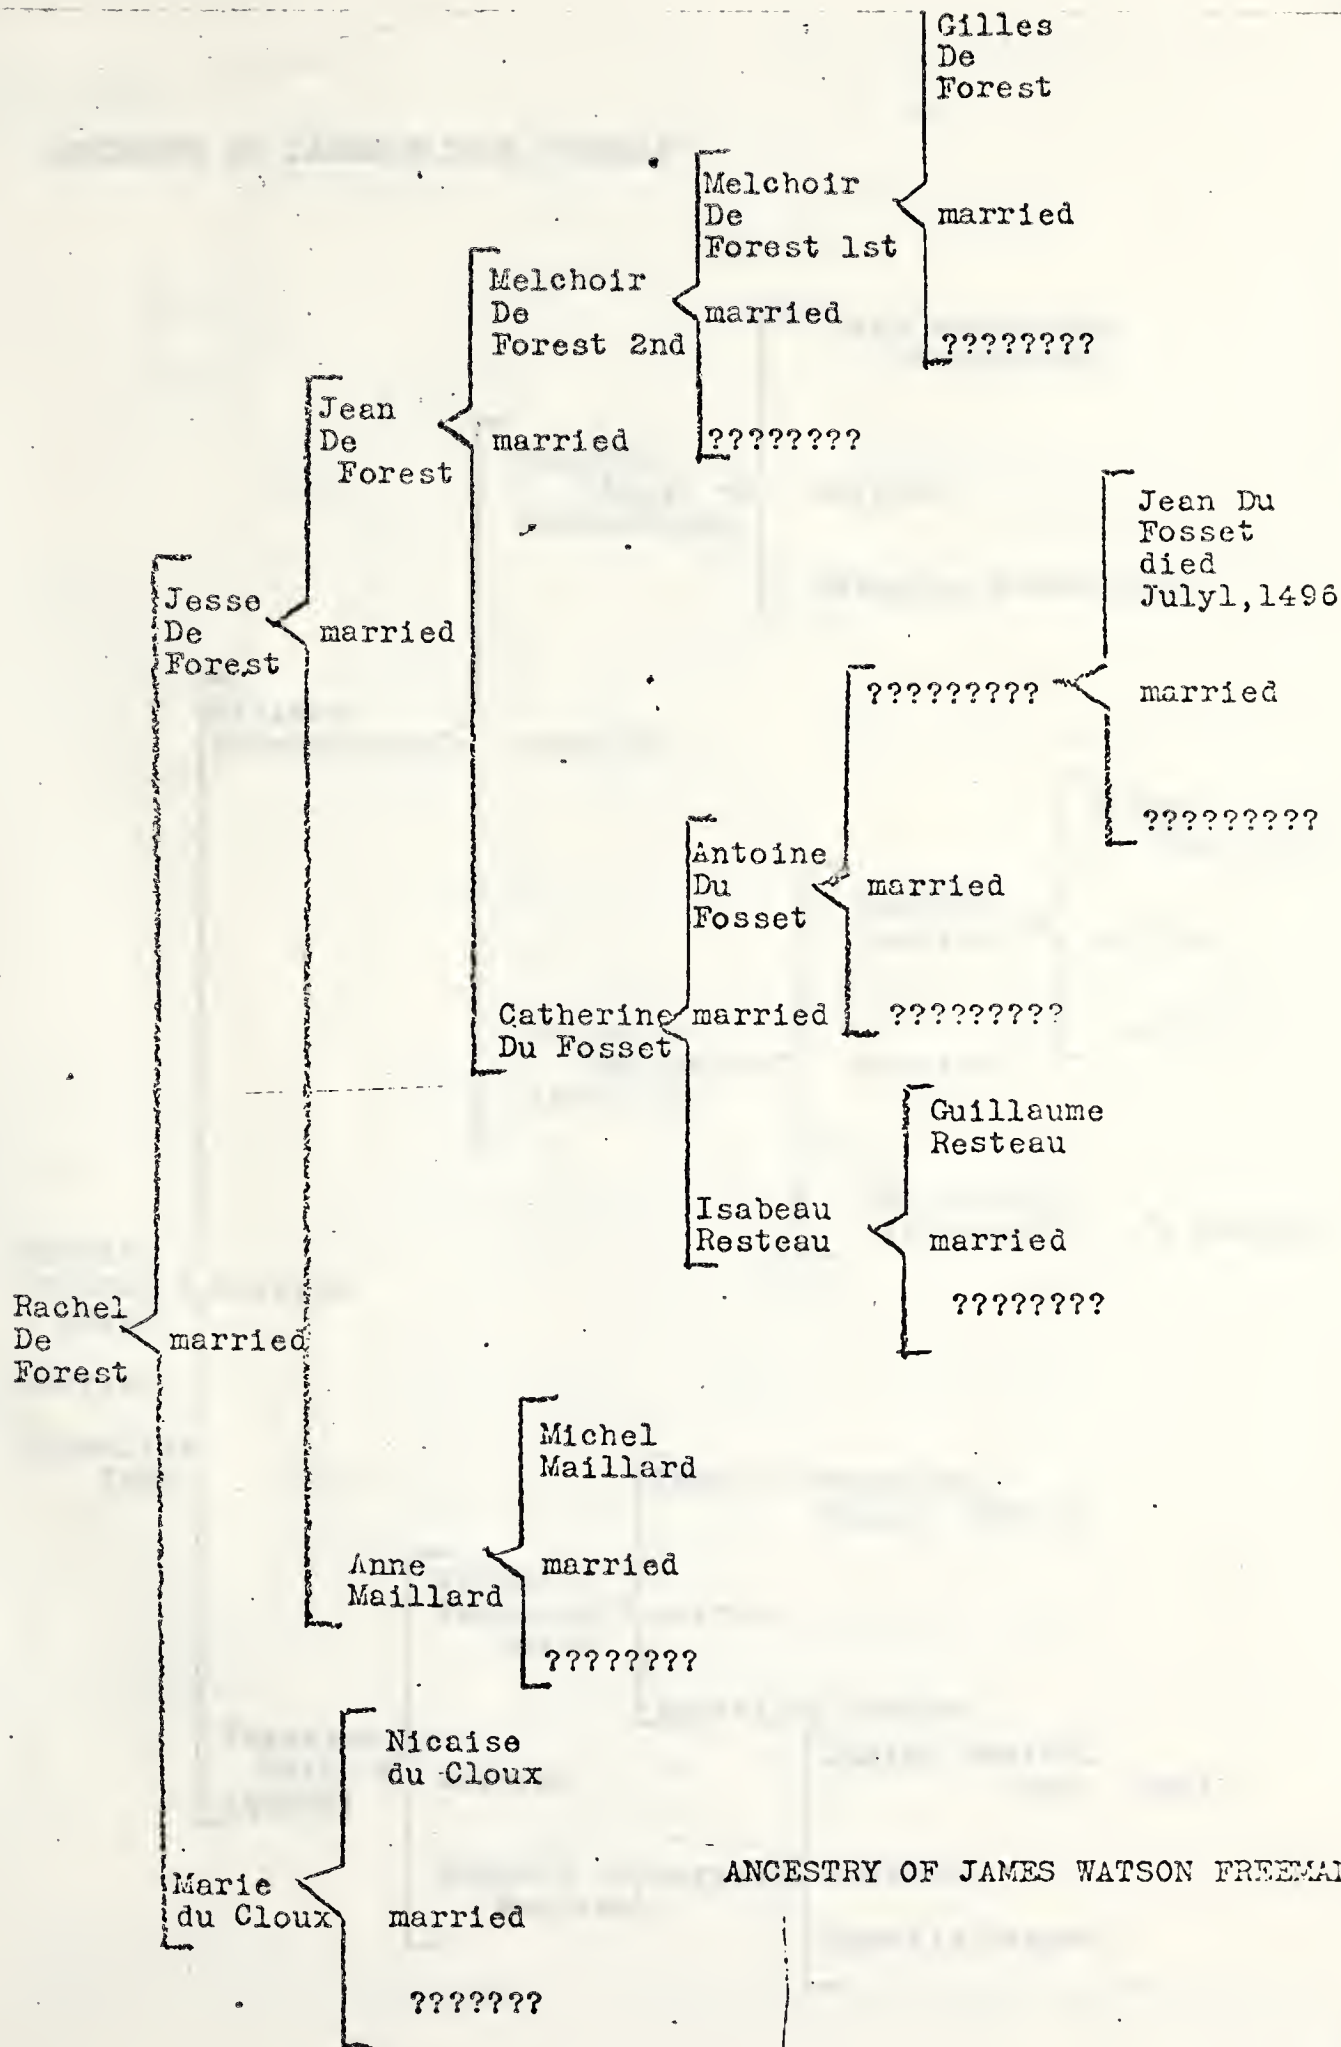 Gilles
De
Forest
Melchoir
De
Forest 1st
married
Melchoir
De
Forest 2nd
married
????????
Jean
De
Forest
married
????????
Jean Du
Fosset
died
July1,1496
Jesse
De
Forest
married
?????????
married
?????????
Antoine
Du
Fosset
married
Catherine
Du Fosset
married
?????????
Guillaume
Resteau
Isabeau
Resteau
married
????????
Rachel
De
Forest
married
Michel
Maillard
Anne
Maillard
married
????????
Nicaise
du Cloux
Marie
du Cloux
married
???????
ANCESTRY OF JAMES WATSON